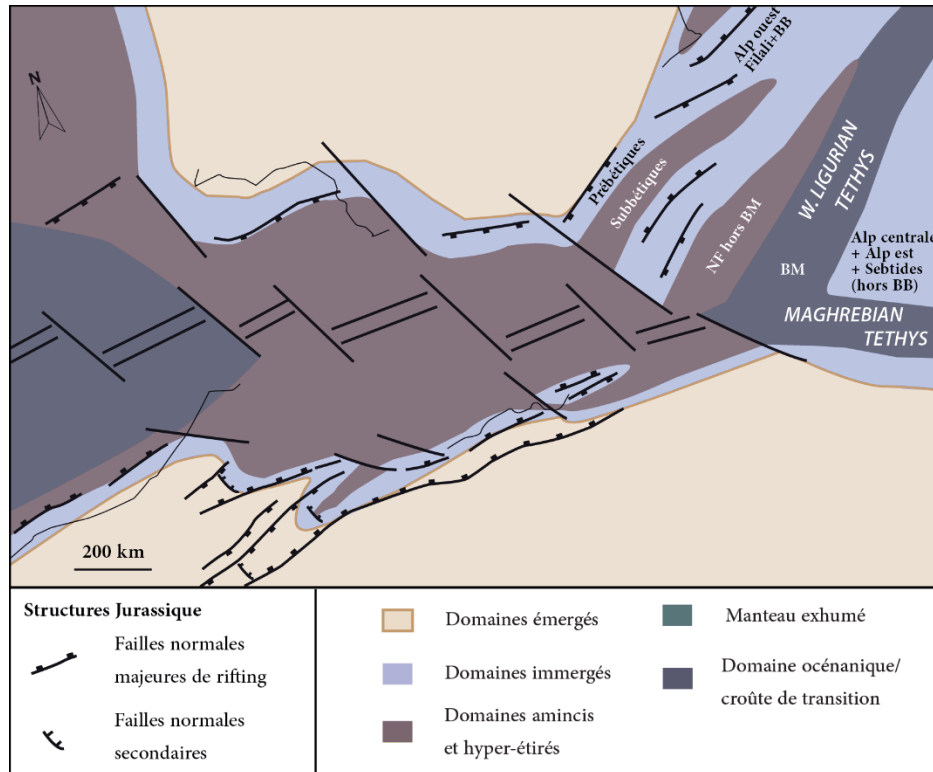 N
Alp ouest
Filali+BB
Prébétiques
Subbétiques
NF hors BM
W. LIGURIAN
TETHYS
BM
Alp centrale
+ Alp est
+ Sebtides
(hors BB)
MAGHREBIAN
TETHYS
200 km
Structures Jurassique
Failles normales
majeures de rifting
Failles normales
secondaires
Domaines émergés
Domaines immergés
Domaines amincis
et hyper-étirés
Manteau exhumé
Domaine océnanique/
croûte de transition